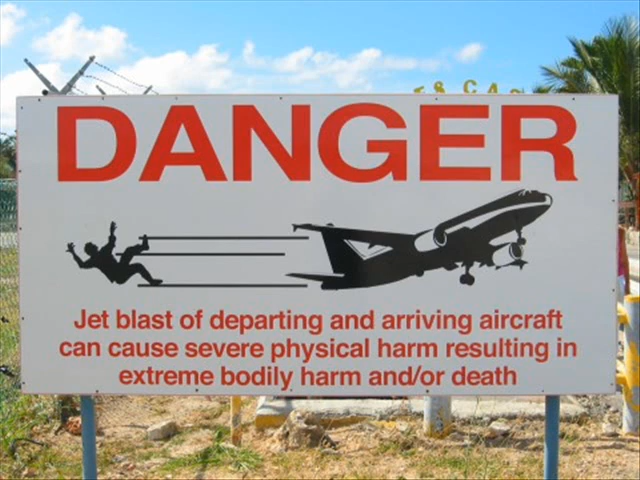 DANGER
Jet blast of departing and arriving aircraft
can cause severe physical harm resulting in
extreme bodily harm and/or death